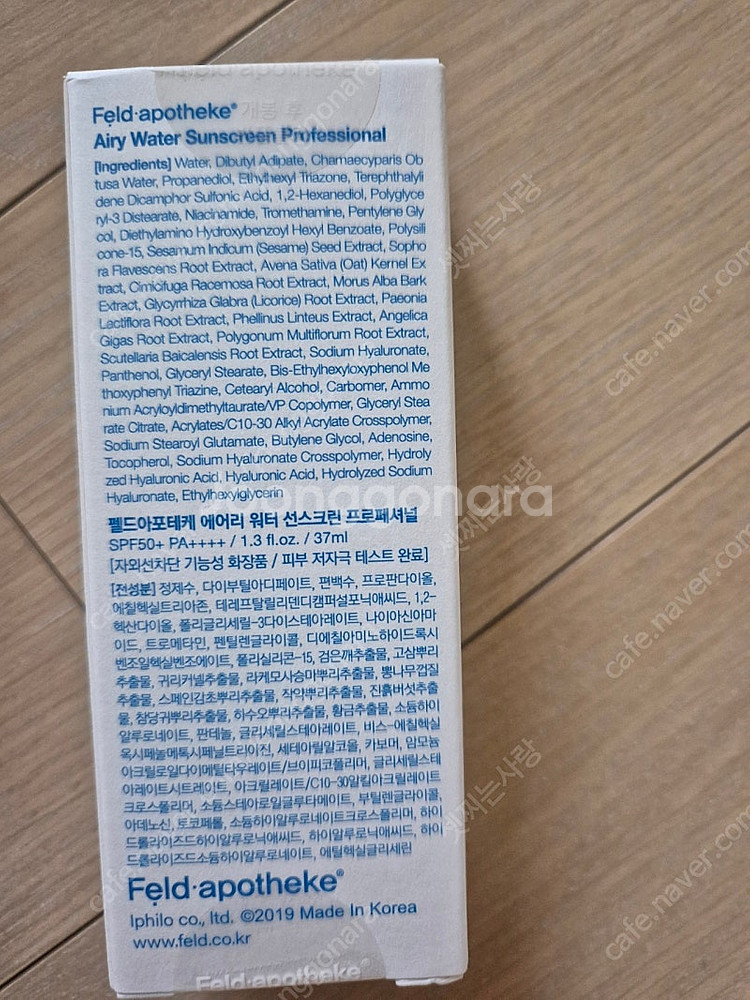 Feld·apotheke
Fẹld·apotheke® 개봉 후
Airy Water Sunscreen Professional
[Ingredients] Water, Dibutyl Adipate, Chamaecyparis Ob
tusa Water, Propanediol, Ethylhexyl Triazone, Terephthalyli
dene Dicamphor Sulfonic Acid, 1,2-Hexanediol, Polyglyce
ryl-3 Distearate, Niacinamide, Tromethamine, Pentylene Gly
col, Diethylamino Hydroxybenzoyl Hexyl Benzoate, Polysili
cone-15, Sesamum Indicum (Sesame) Seed Extract, Sopho
ra Flavescens Root Extract, Avena Sativa (Oat) Kernel Ex
tract, Cimicifuga Racemosa Root Extract, Morus Alba Bark
Extract, Glycyrrhiza Glabra (Licorice) Root Extract, Paeonia
Lactiflora Root Extract, Phellinus Linteus Extract, Angelica
Gigas Root Extract, Polygonum Multiflorum Root Extract,
Scutellaria Baicalensis Root Extract, Sodium Hyaluronate,
Panthenol, Glyceryl Stearate, Bis-Ethylhexyloxyphenol Me
thoxyphenyl Triazine, Cetearyl Alcohol, Carbomer, Ammo
nium Acryloyldimethyltaurate/VP Copolymer, Glyceryl Stea
rate Citrate, Acrylates/C10-30 Alkyl Acrylate Crosspolymer,
Sodium Stearoyl Glutamate, Butylene Glycol, Adenosine,
Tocopherol, Sodium Hyaluronate Crosspolymer, Hydroly
zed Hyaluronic Acid, Hyaluronic Acid, Hydrolyzed Sodium
Hyaluronate, Ethylhexylglycerin
joonggonara
펠드아포테케 에어리 워터 선스크린 프로페셔널
SPF50+ PA++++ / 1.3 fl.oz. / 37ml
[자외선차단 기능성 화장품 / 피부 저자극 테스트 완료]
[전성분] 정제수, 다이부틸아디페이트, 편백수, 프로판다이올,
에칠헥실트리아존, 테레프탈릴리덴디캠퍼설포닉애씨드, 1,2-
헥산다이올, 폴리글리세릴-3다이스테아레이트, 나이아신아마
이드, 트로메타민, 펜틸렌글라이콜, 디에칠아미노하이드록시
벤조일헥실벤조에이트, 폴리실리콘-15, 검은깨추출물, 고삼뿌리
추출물, 귀리커넬추출물, 라케모사승마뿌리추출물, 뽕나무껍질
추출물, 스페인감초뿌리추출물, 작약뿌리추출물, 진흙버섯추출
물, 참당귀뿌리추출물, 하수오뿌리추출물, 황금추출물, 소듐하이
알루로네이트, 판테놀, 글리세릴스테아레이트, 비스-에칠헥실
옥시페놀메톡시페닐트리아진, 세테아릴알코올, 카보머, 암모늄
아크릴로일다이메틸타우레이트/브이피코폴리머, 글리세릴스테
아레이트시트레이트, 아크릴레이트/C10-30알킬아크릴레이트
크로스폴리머, 소듐스테아로일글루타메이트, 부틸렌글라이콜,
아데노신, 토코페롤, 소듐하이알루로네이트크로스폴리머, 하이
드롤라이즈드하이알루로닉애씨드, 하이알루로닉애씨드, 하이
드롤라이즈드소듐하이알루로네이트, 에틸헥실글리세린
Fẹld·apotheke®
Iphilo co., ltd. ©2019 Made In Korea
www.feld.co.kr
Feld·apotheke®
joonggonara
cafe.naver.com
cafe.naver.com
cafe.naver.com
cafe.naver.com